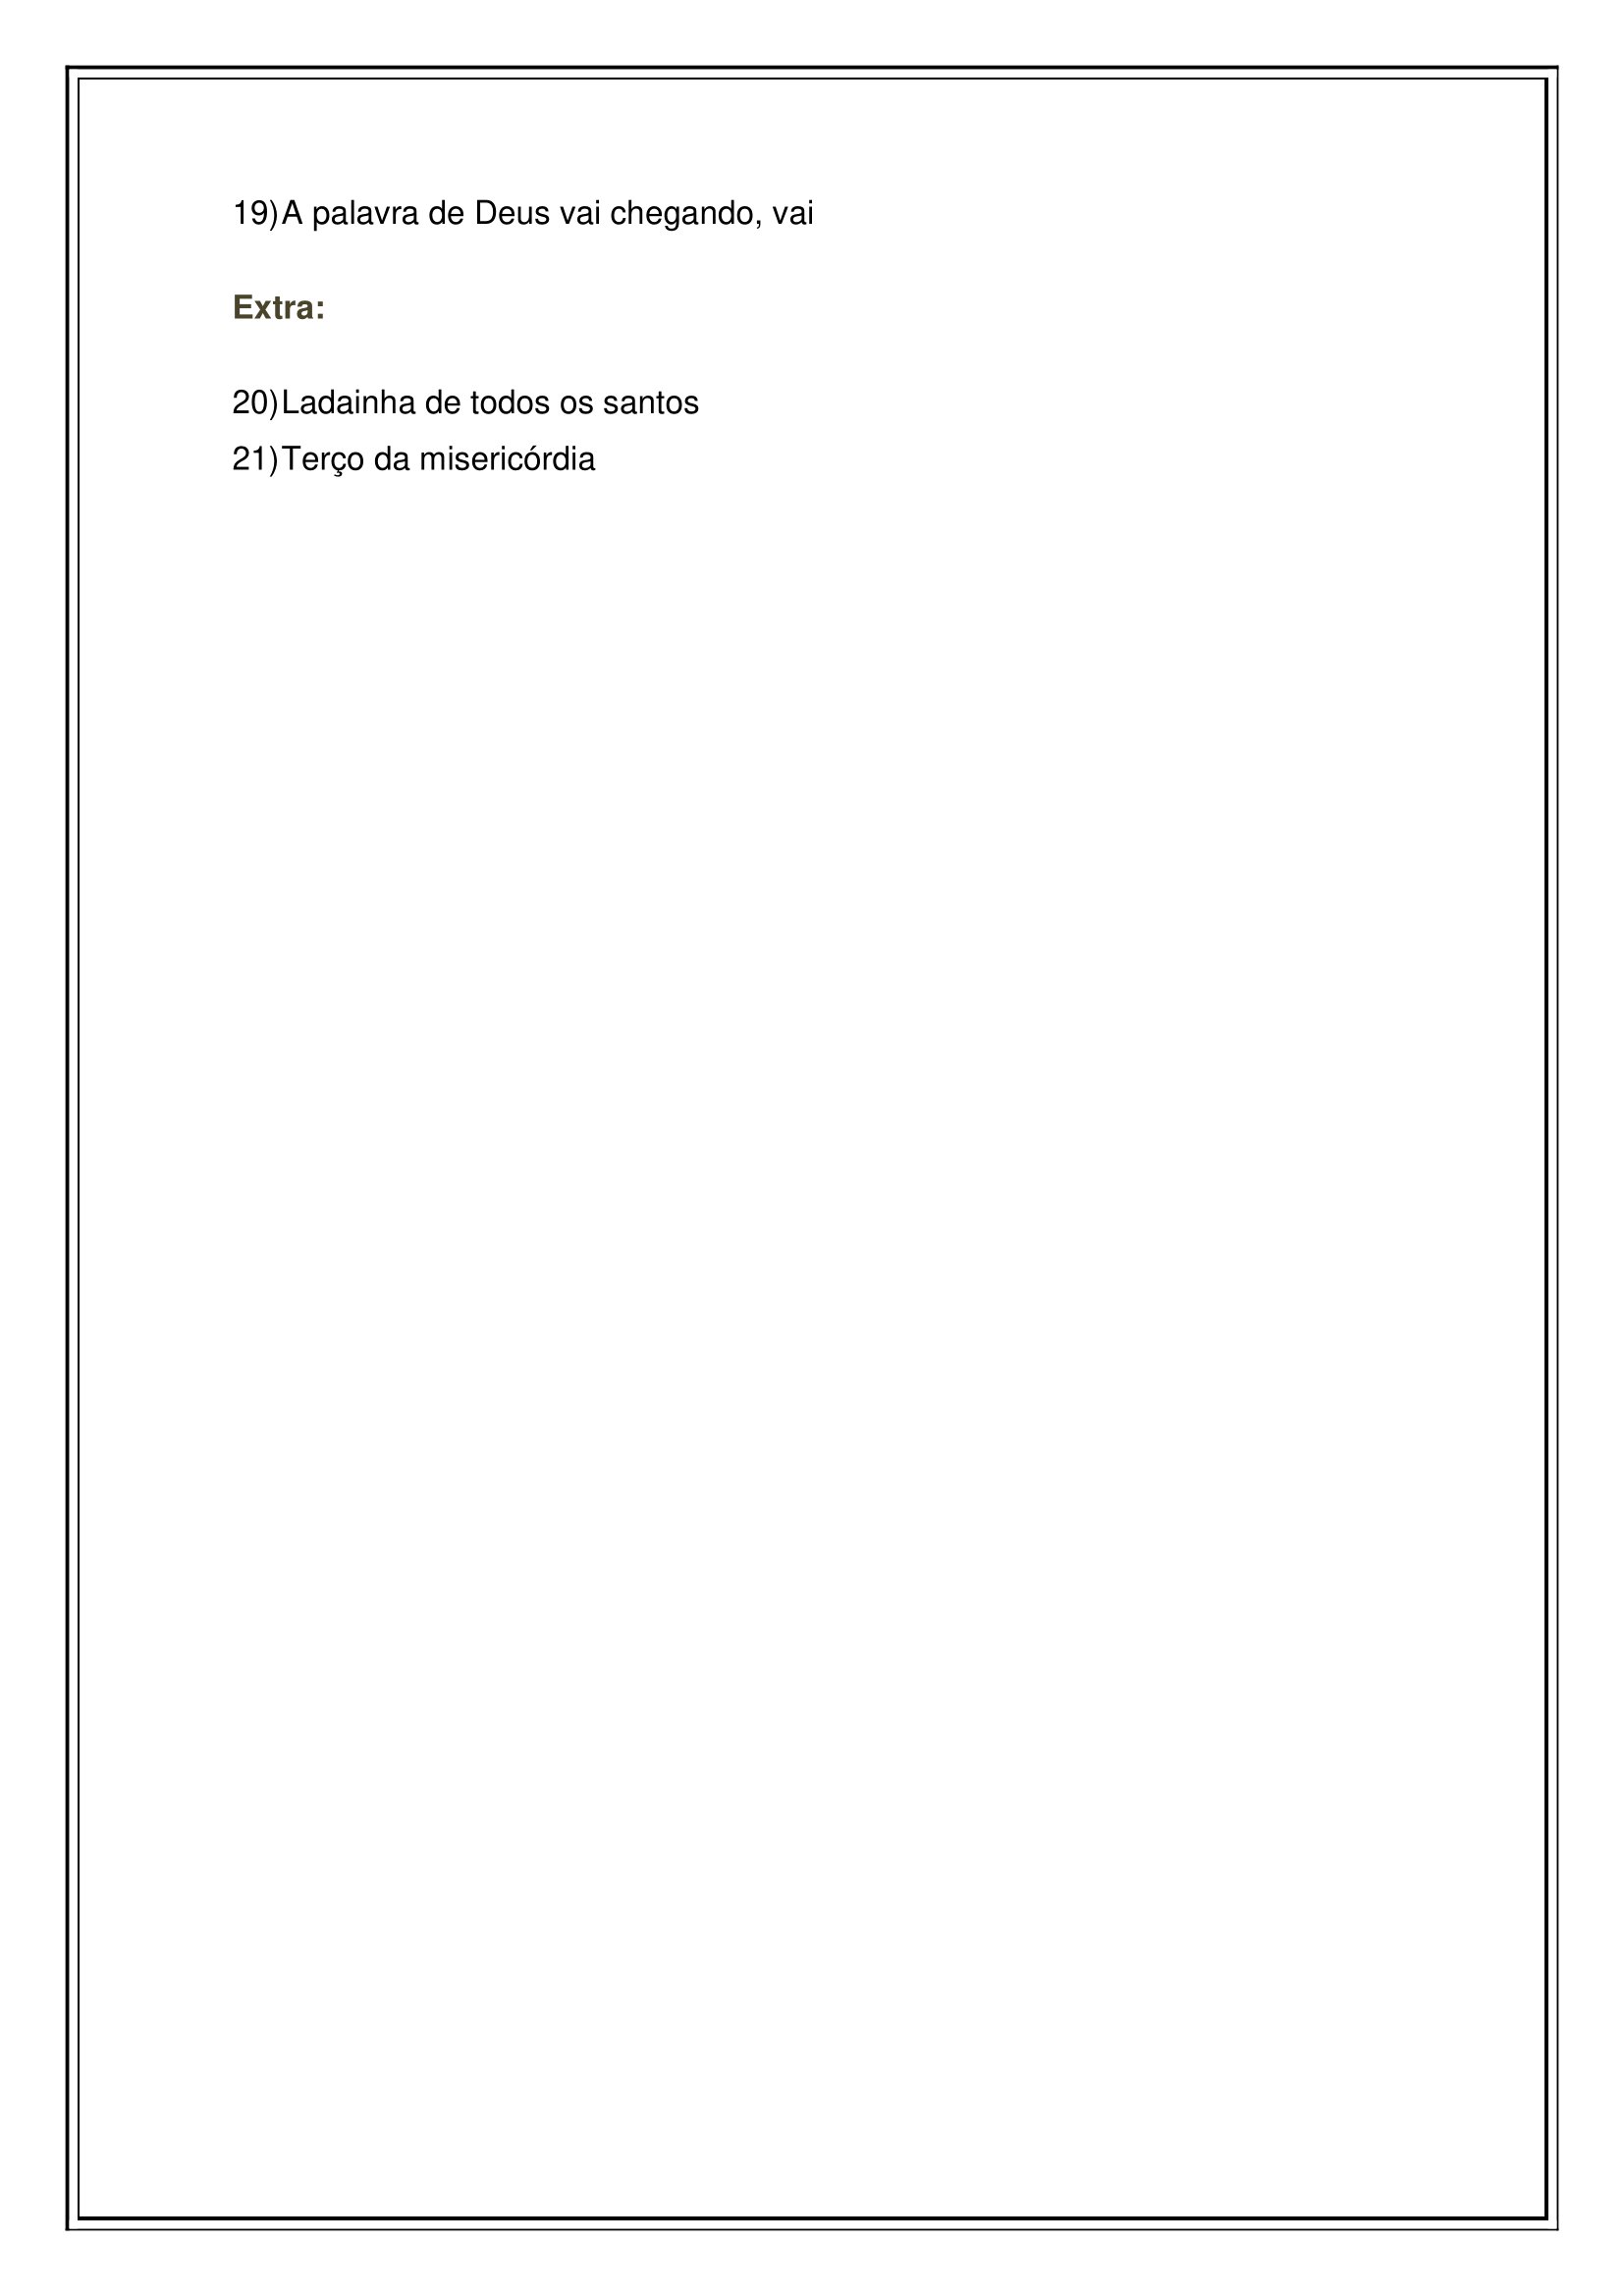 19)A palavra de Deus vai chegando, vai
Extra:
20)Ladainha de todos os santos
21)Terço da misericórdia